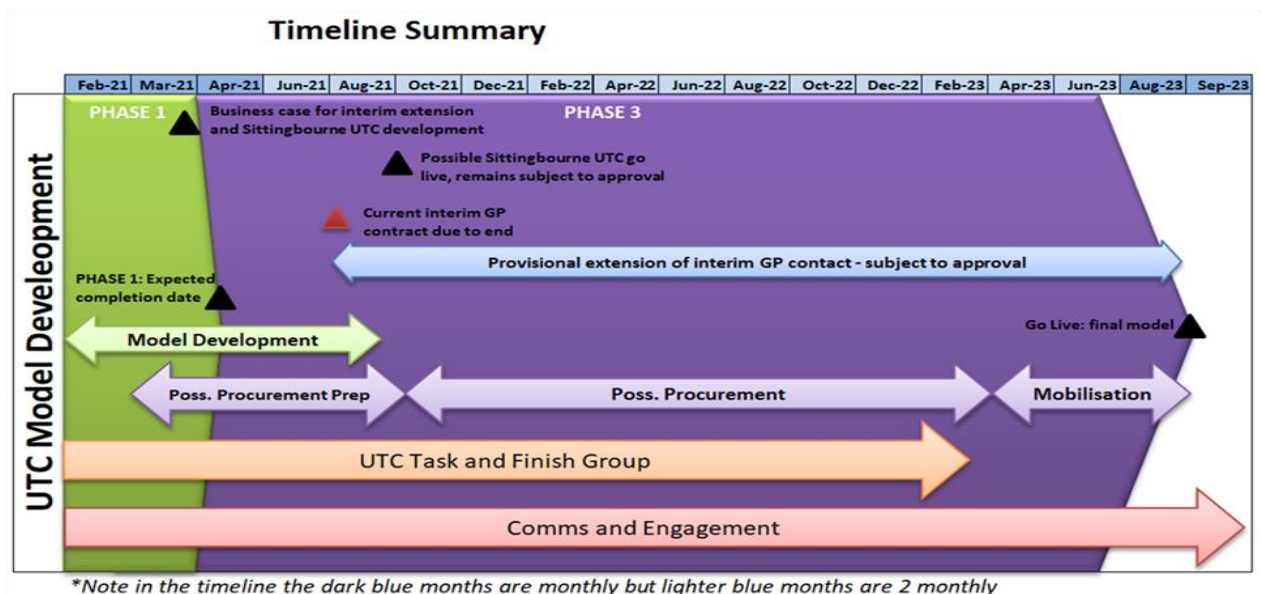 Timeline Summary
Feb-21 Mar-21 Apr-21 Jun-21 Aug-21 Oct-21 Dec-21 Feb-22 Apr-22 Jun-22 Aug-22 Oct-22 Dec-22 Feb-23 Apr-23 Jun-23 Aug-23 Sep-23
UTC Model Developement
PHASE 1
PHASE 3
Business case for interim extension
and Sittingbourne UTC development
Possible Sittingbourne UTC go
live, remains subject to approval
Current interim GP
contract due to end
Provisional extension of interim GP contact - subject to approval
PHASE 1: Expected
completion date
Go Live: final model
Model Development
Poss. Procurement Prep
Poss. Procurement
Mobilisation
UTC Task and Finish Group
Comms and Engagement
*Note in the timeline the dark blue months are monthly but lighter blue months are 2 monthly